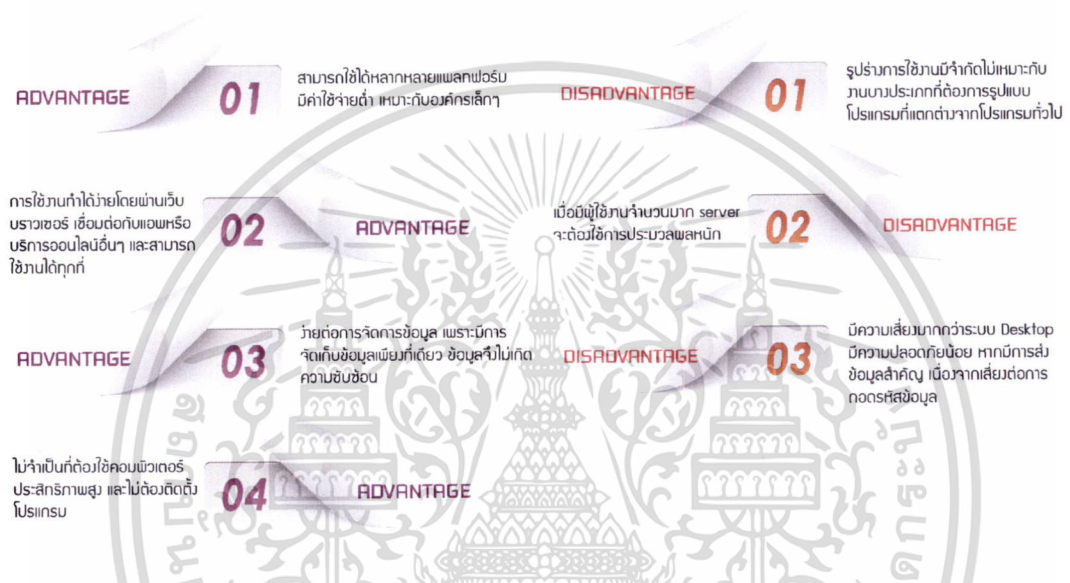 ADVANTAGE
01
สามารถใช้ได้หลากหลายแพลทฟอร์ม
มีค่าใช้จ่ายต่ำ เหมาะกับองค์กรเล็กๆ
การใช้งานทำได้ง่ายโดยผ่านเว็บ
บราวเซอร์ เชื่อมต่อกับแอพหรือ
บริการออนไลน์อื่นๆ และสามารถ
ใช้งานได้ทุกที่
02
ADVANTAGE
ADVANTAGE
03
ง่ายต่อการจัดการข้อมูล เพราะมีการ
จัดเก็บข้อมูลเพียงที่เดียว ข้อมูลจึงไม่เกิด
ความซับซ้อน
ไม่จำเป็นที่ต้องใช้คอมพิวเตอร์
ประสิทธิภาพสูง และไม่ต้องติดตั้ง
โปรแกรม
04
ADVANTAGE
DISADVANTAGE
01
รูปร่างการใช้งานมีจำกัดไม่เหมาะกับ
งานบางประเภทที่ต้องการรูปแบบ
โปรแกรมที่แตกต่างจากโปรแกรมทั่วไป
เมื่อมีผู้ใช้งานจำนวนมาก server
จะต้องใช้การประมวลผลหนัก
02
DISADVANTAGE
DISADVANTAGE
03
มีความเสี่ยงมากกว่าระบบ Desktop
มีความปลอดภัยน้อย หากมีการส่ง
ข้อมูลสำคัญ เนื่องจากเสี่ยงต่อการ
ถอดรหัสข้อมูล